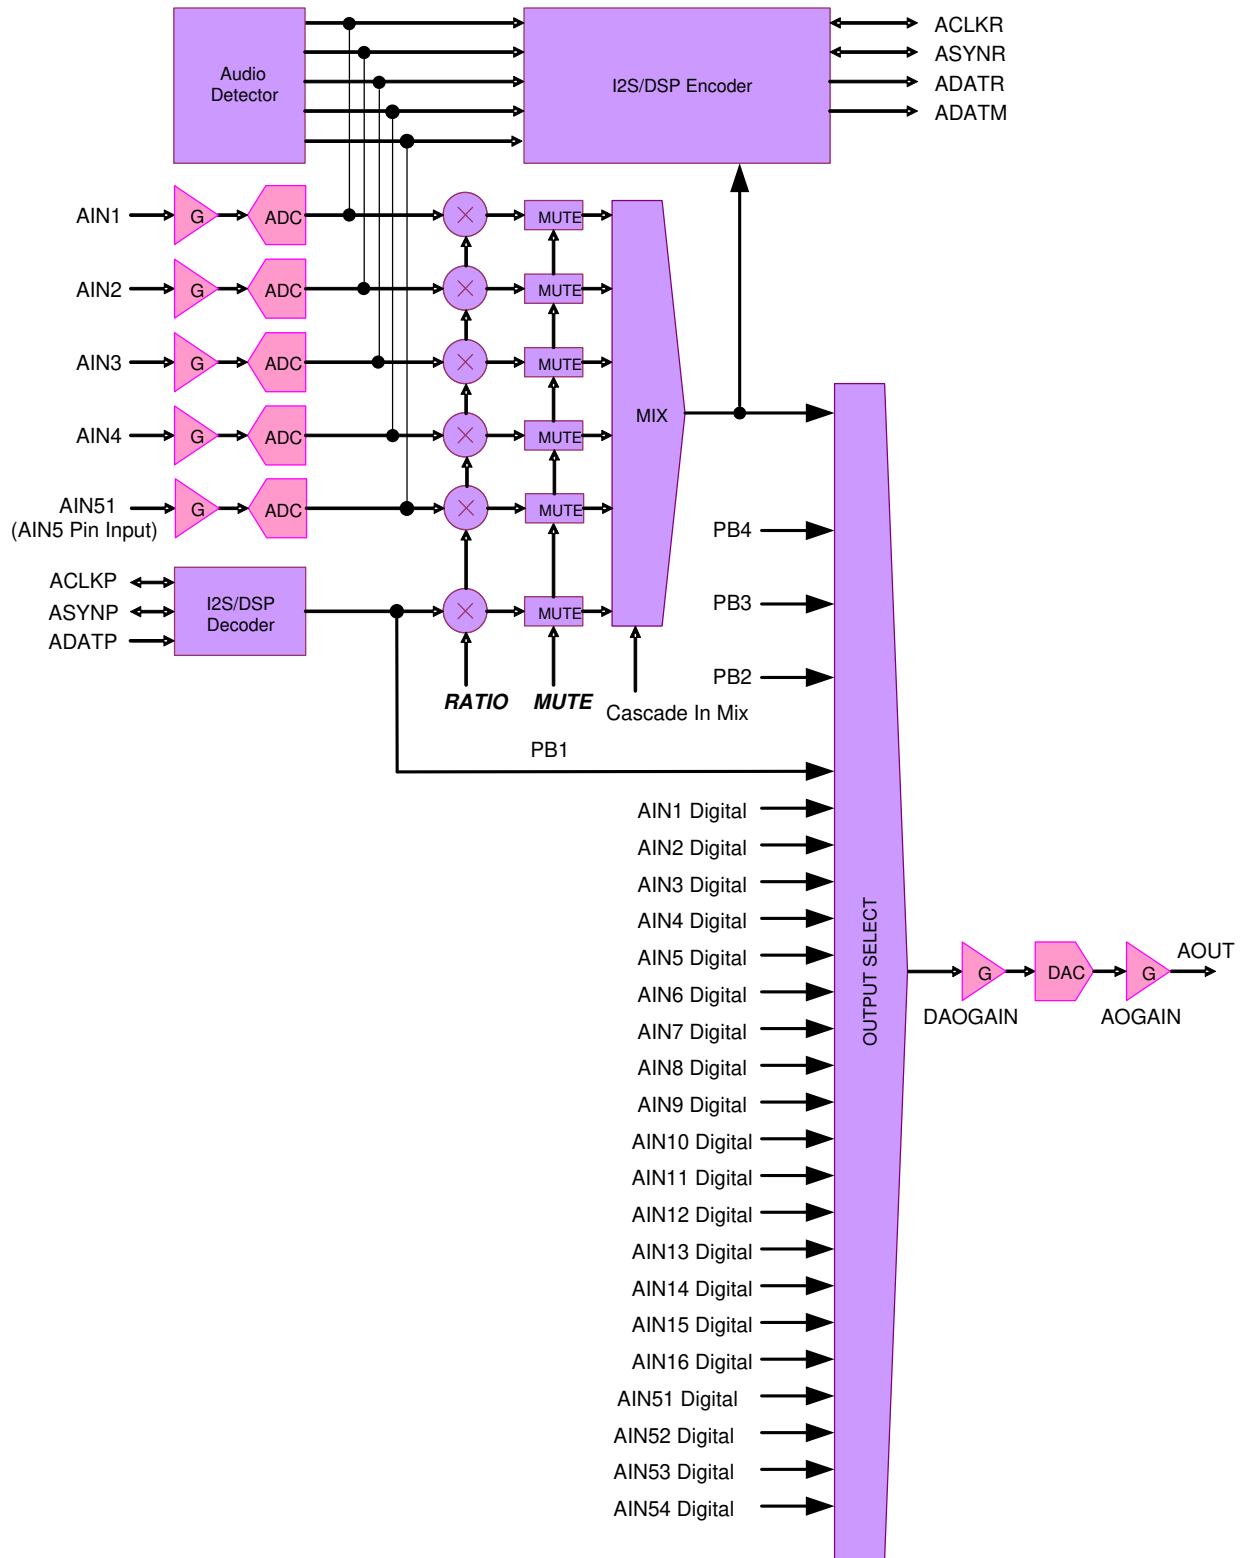 Audio
Detector
I2S/DSP Encoder
ACLKR
ASYNR
ADATR
ADATM
AIN1
G
ADC
MUTE
AIN2
G
ADC
MUTE
AIN3
G
ADC
MUTE
AIN4
G
ADC
MUTE
MIX
AIN51
(AIN5 Pin Input)
G
ADC
MUTE
PB4
ACLKP
ASYNP
ADATP
I2S/DSP
Decoder
MUTE
PB3
PB2
RATIO
MUTE
Cascade In Mix
PB1
AIN1 Digital
AIN2 Digital
AIN3 Digital
AIN4 Digital
AIN5 Digital
AIN6 Digital
AIN7 Digital
AIN8 Digital
AIN9 Digital
AIN10 Digital
AIN11 Digital
AIN12 Digital
AIN13 Digital
AIN14 Digital
AIN15 Digital
AIN16 Digital
AIN51 Digital
AIN52 Digital
AIN53 Digital
AIN54 Digital
OUTPUT SELECT
G
DAOGAIN
DAC
G
AOGAIN
AOUT